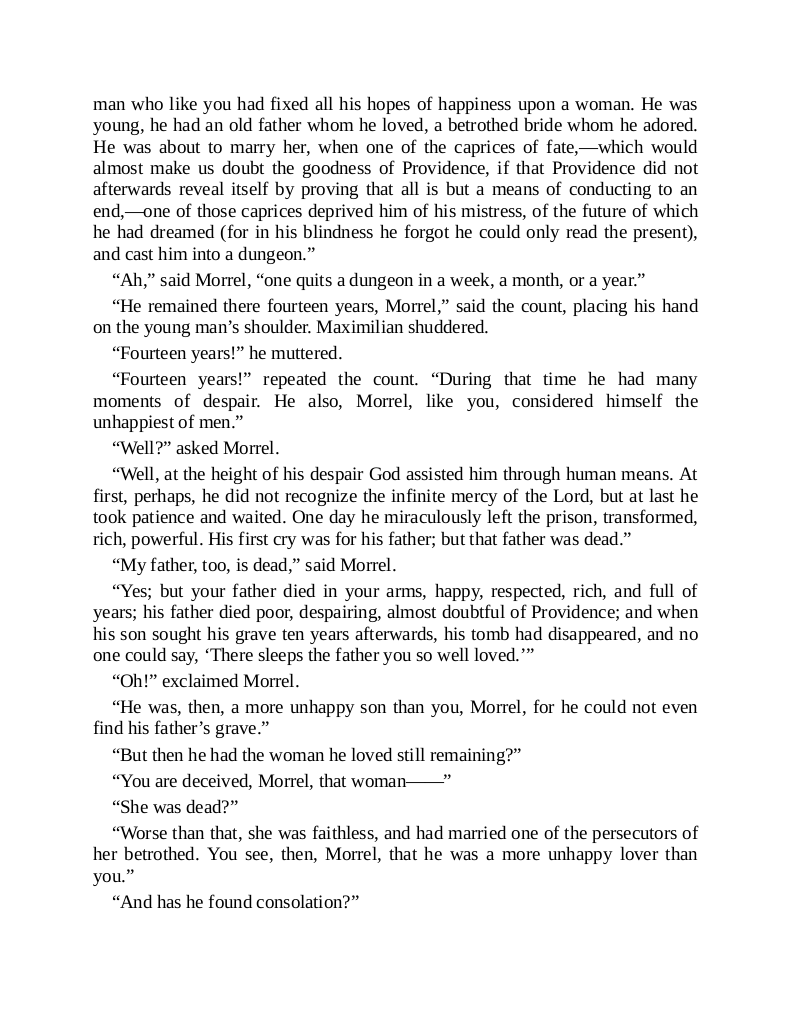 man who like you had fixed all his hopes of happiness upon a woman. He was
young, he had an old father whom he loved, a betrothed bride whom he adored.
He was about to marry her, when one of the caprices of fate,—which would
almost make us doubt the goodness of Providence, if that Providence did not
afterwards reveal itself by proving that all is but a means of conducting to an
end,—one of those caprices deprived him of his mistress, of the future of which
he had dreamed (for in his blindness he forgot he could only read the present),
and cast him into a dungeon.”
“Ah,” said Morrel, “one quits a dungeon in a week, a month, or a year.”
“He remained there fourteen years, Morrel,” said the count, placing his hand
on the young man’s shoulder. Maximilian shuddered.
“Fourteen years!” he muttered.
“Fourteen years!” repeated the count. “During that time he had many
moments of despair. He also, Morrel, like you, considered himself the
unhappiest of men.”
“Well?” asked Morrel.
“Well, at the height of his despair God assisted him through human means. At
first, perhaps, he did not recognize the infinite mercy of the Lord, but at last he
took patience and waited. One day he miraculously left the prison, transformed,
rich, powerful. His first cry was for his father; but that father was dead.”
“My father, too, is dead,” said Morrel.
“Yes; but your father died in your arms, happy, respected, rich, and full of
years; his father died poor, despairing, almost doubtful of Providence; and when
his son sought his grave ten years afterwards, his tomb had disappeared, and no
one could say, ‘There sleeps the father you so well loved.’”
“Oh!” exclaimed Morrel.
“He was, then, a more unhappy son than you, Morrel, for he could not even
find his father’s grave.”
“But then he had the woman he loved still remaining?”
“You are deceived, Morrel, that woman——”
“She was dead?”
“Worse than that, she was faithless, and had married one of the persecutors of
her betrothed. You see, then, Morrel, that he was a more unhappy lover than
you.”
“And has he found consolation?”